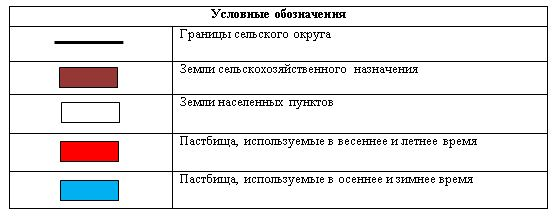 Условные обозначения
Границы сельского округа
Земли сельскохозяйственного назначения
Земли населенных пунктов
Пастбища, используемые в весеннее и летнее время
Пастбища, используемые в осеннее и зимнее время